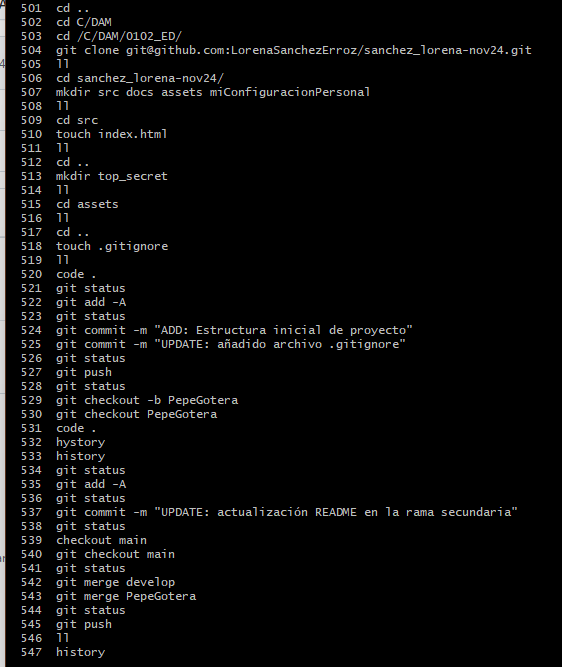 501 cd ..
502 cd C/DAM
503 cd /C/DAM/0102_ED/
504 git clone git@github.com:LorenaSanchezErroz/sanchez_lorena-nov24.git
505 ll
506 cd sanchez_lorena-nov24/
507 mkdir src docs assets miConfiguracionPersonal
508 ll
509 cd src
510 touch index.html
511 ll
512 cd ..
513 mkdir top_secret
514 ll
515 cd assets
516 ll
517 cd ..
518 touch .gitignore
519 ll
520 code .
521 git status
522 git add -A
523 git status
524 git commit -m "ADD: Estructura inicial de proyecto"
525 git commit -m "UPDATE: añadido archivo .gitignore"
526 git status
527 git push
528 git status
529 git checkout -b PepeGotera
530 git checkout PepeGotera
531 code .
532 hystory
533 history
534 git status
535 git add -A
536 git status
537 git commit -m "UPDATE: actualización README en la rama secundaria"
538 git status
539 checkout main
540 git checkout main
541 git status
542 git merge develop
543 git merge PepeGotera
544 git status
545 git push
546 ll
547 history